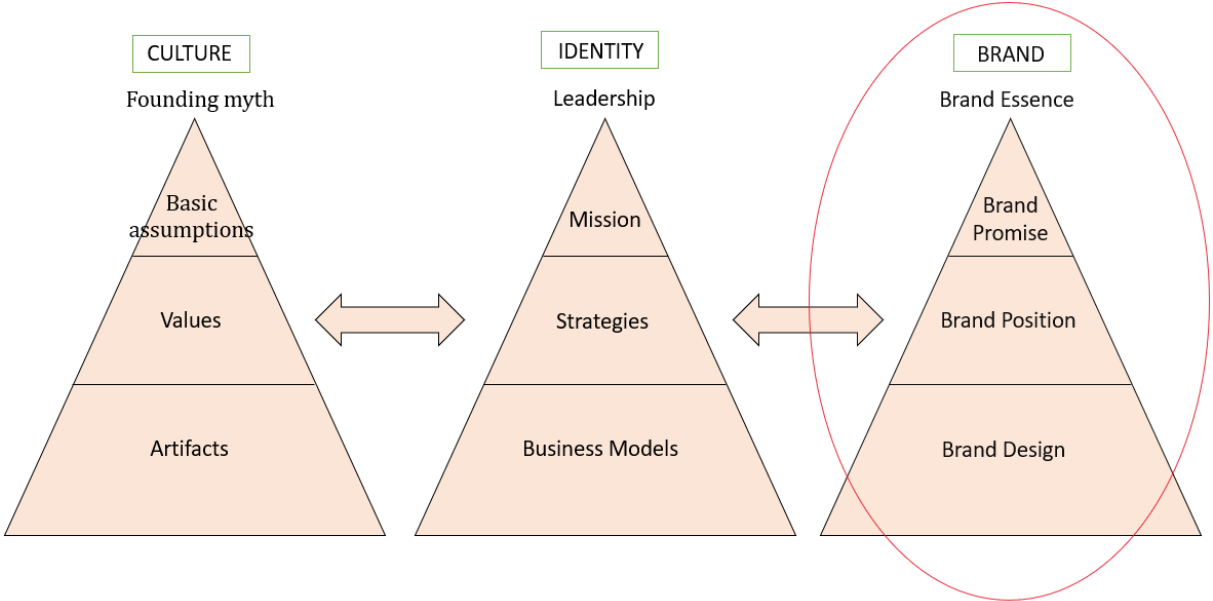 CULTURE
IDENTITY
BRAND
Founding myth
Leadership
Brand Essence
Basic
assumptions
Mission
Brand
Promise
Values
Strategies
Brand Position
Artifacts
Business Models
Brand Design